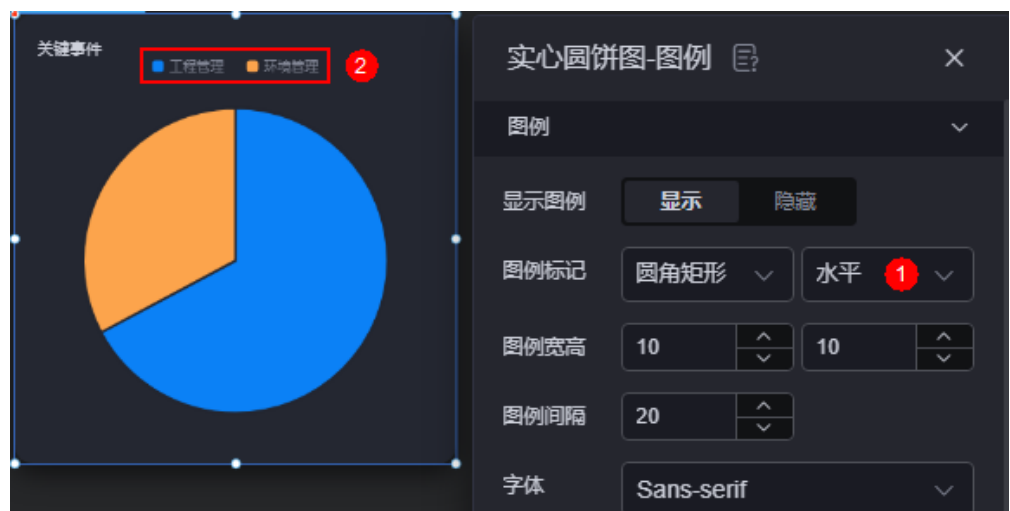 关键事件
工程管理 环境管理 2
实心圆饼图-图例
图例
显示图例 显示 隐藏
图例标记 圆角矩形 水平 1
图例宽高 10 10
图例间隔 20
字体 Sans-serif